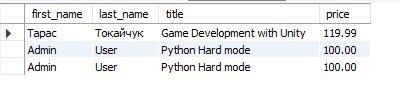 first_name last_name title price
Тарас Токайчук Game Development with Unity 119.99
Admin User Python Hard mode 100.00
Admin User Python Hard mode 100.00